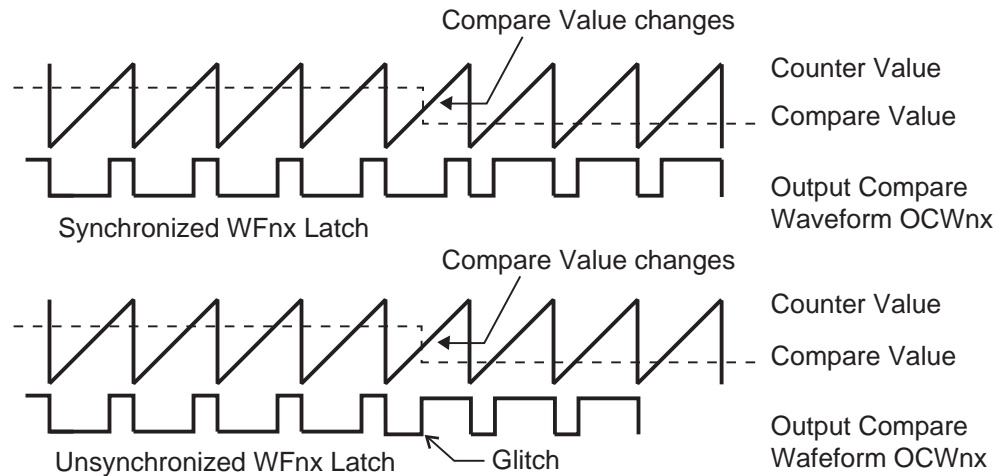 Compare Value changes
Counter Value
Compare Value
Output Compare
Waveform OCWnx
Synchronized WFnx Latch
Compare Value changes
Counter Value
Compare Value
Output Compare
Wafeform OCWnx
Unsynchronized WFnx Latch
Glitch